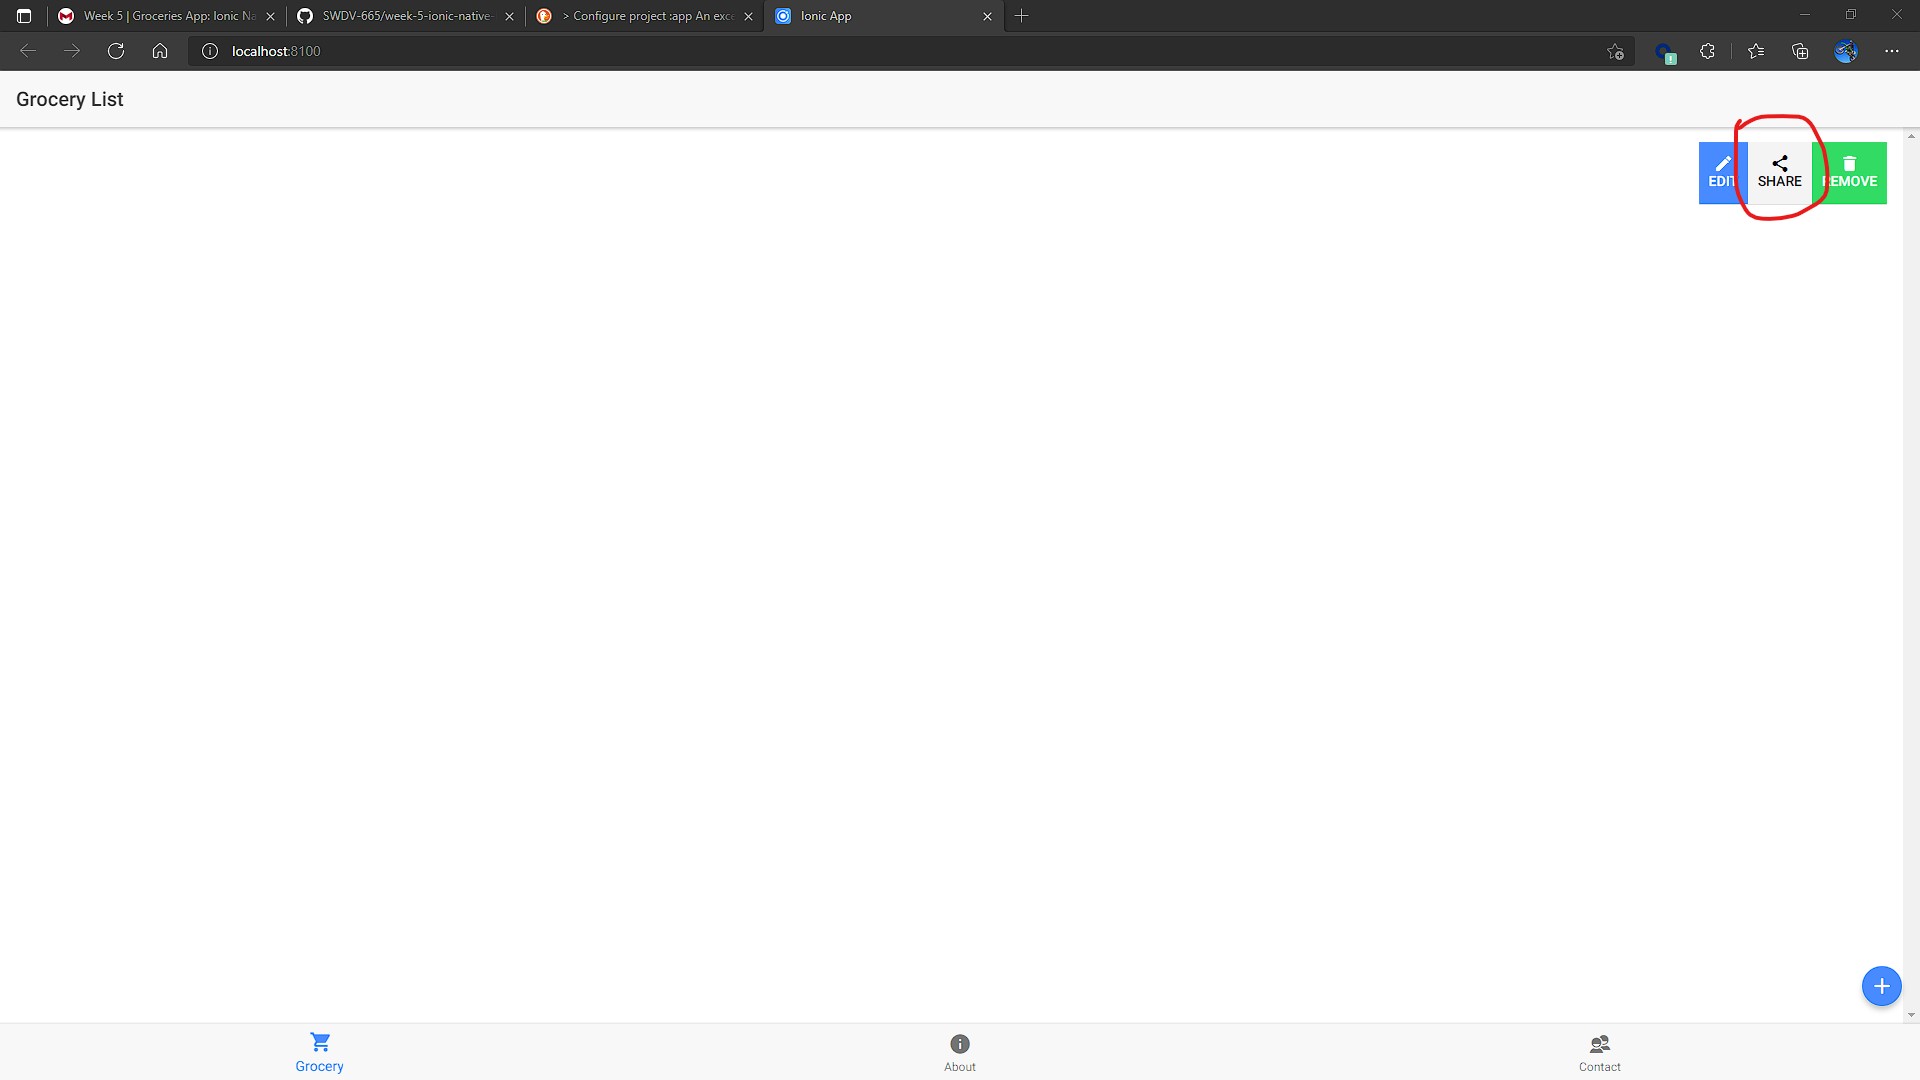 Week 5 | Groceries App: Ionic Na
SWDV-665/week-5-ionic-native-
> Configure project :app An exce
Ionic App
localhost:8100
Grocery List
EDIT
SHARE
REMOVE
Grocery
About
Contact